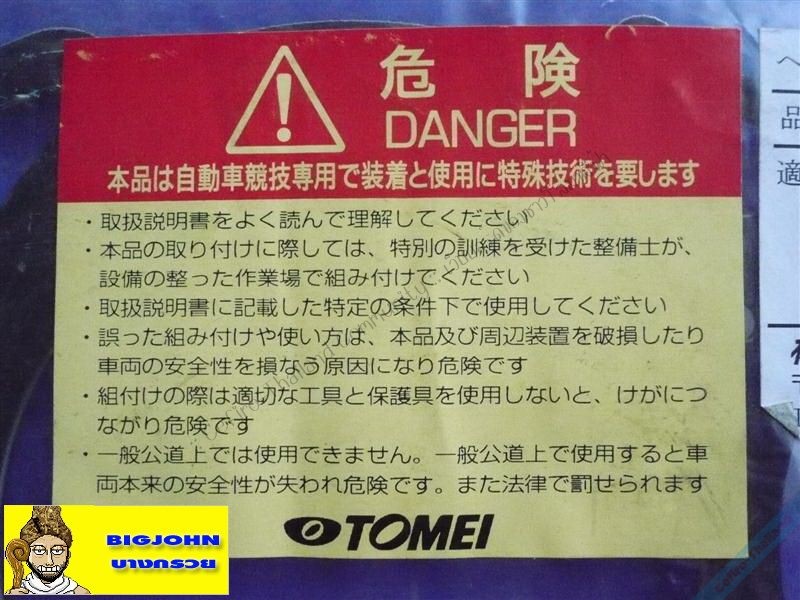 危 険
DANGER
本品は自動車競技専用で装着と使用に特殊技術を要します
・取扱説明書をよく読んで理解してください
・本品の取り付けに際しては、特別の訓練を受けた整備士が、
設備の整った作業場で組み付けてください
・取扱説明書に記載した特定の条件下で使用してください
・誤った組み付けや使い方は、本品及び周辺装置を破損したり
車両の安全性を損なう原因になり危険です
・組付けの際は適切な工具と保護具を使用しないと、けがにつ
ながり危険です
・一般公道上では使用できません。一般公道上で使用すると車
両本来の安全性が失われ危険です。また法律で罰せられます
TOMEI
品
適
BIGJOHN
บางกรวย